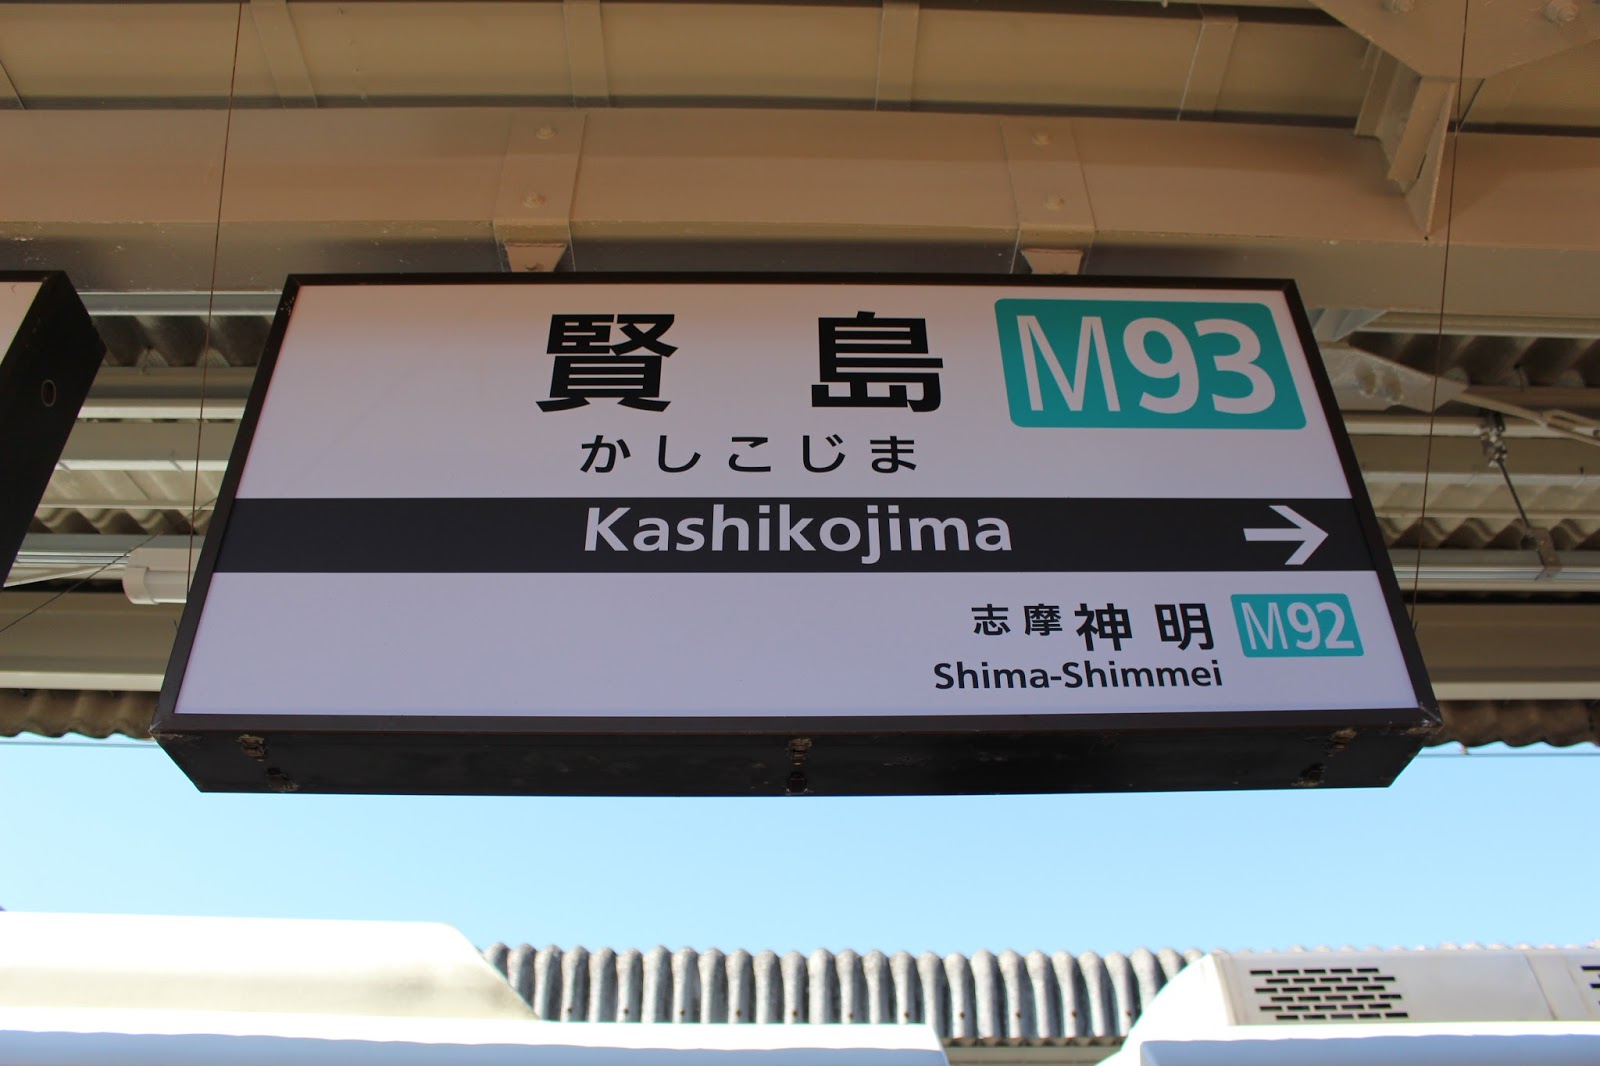 賢島 M93
かしこじま
Kashikojima →
志摩神明 M92
Shima-Shimmei